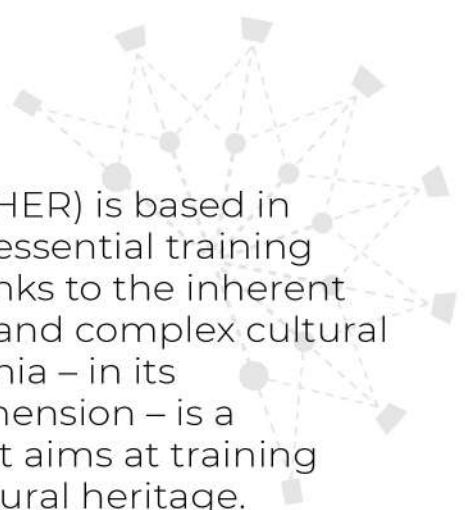 HER) is based in
essential training
nks to the inherent
and complex cultural
nia – in its
nension – is a
t aims at training
ural heritage.